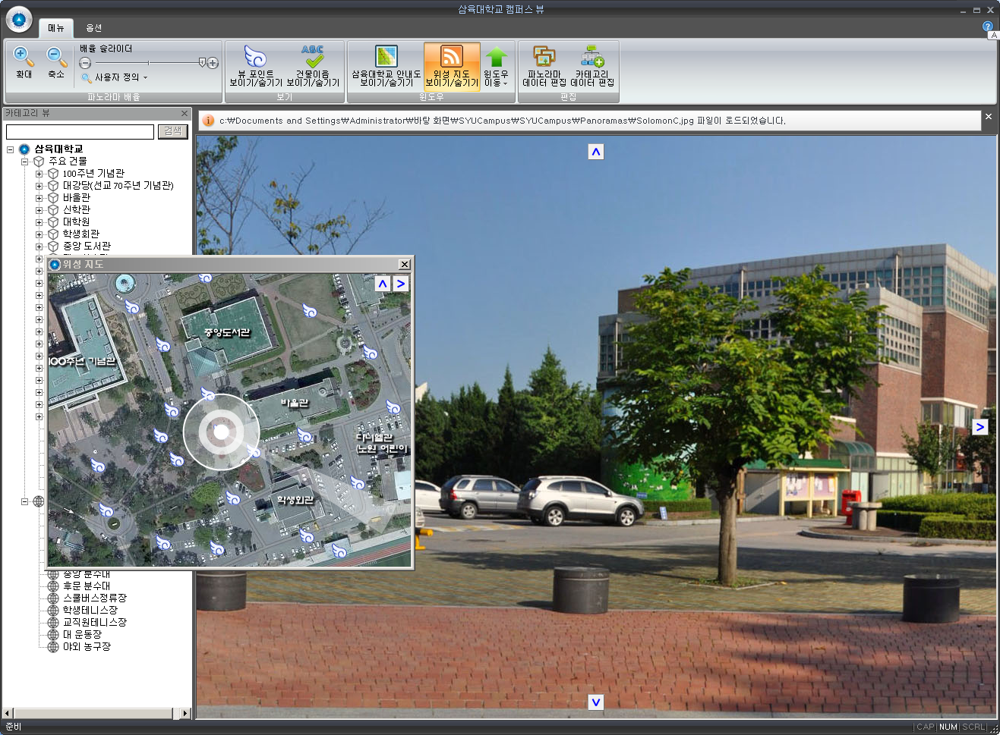 삼육대학교 캠퍼스 뷰
메뉴
옵션
A
확대
축소
배율 슬라이더
사용자 정의
파노라마 배율
뷰 포인트
보이기/숨기기
ABC
건물이름
보이기/숨기기
보기
삼육대학교 안내도
보이기/숨기기
위성 지도
보이기/숨기기
윈도우
이동
윈도우
파노라마
데이터 편집
카테고리
데이터 편집
편집
카테고리 뷰
검색
c:₩Documents and Settings₩Administrator₩바탕 화면₩SYUCampus₩SYUCampus₩Panoramas₩SolomonC.jpg 파일이 로드되었습니다.
삼육대학교
주요 건물
100주년 기념관
대강당(선교 70주년 기념관)
바울관
신학관
대학원
학생회관
중앙 도서관
위성 지도
중앙도서관
100주년 기념관
바울관
다니엘관
(노원 어린이
학생회관
중앙 분수대
후문 분수대
스쿨버스정류장
학생테니스장
교직원테니스장
대 운동장
야외 농구장
준비
CAP NUM SCRL